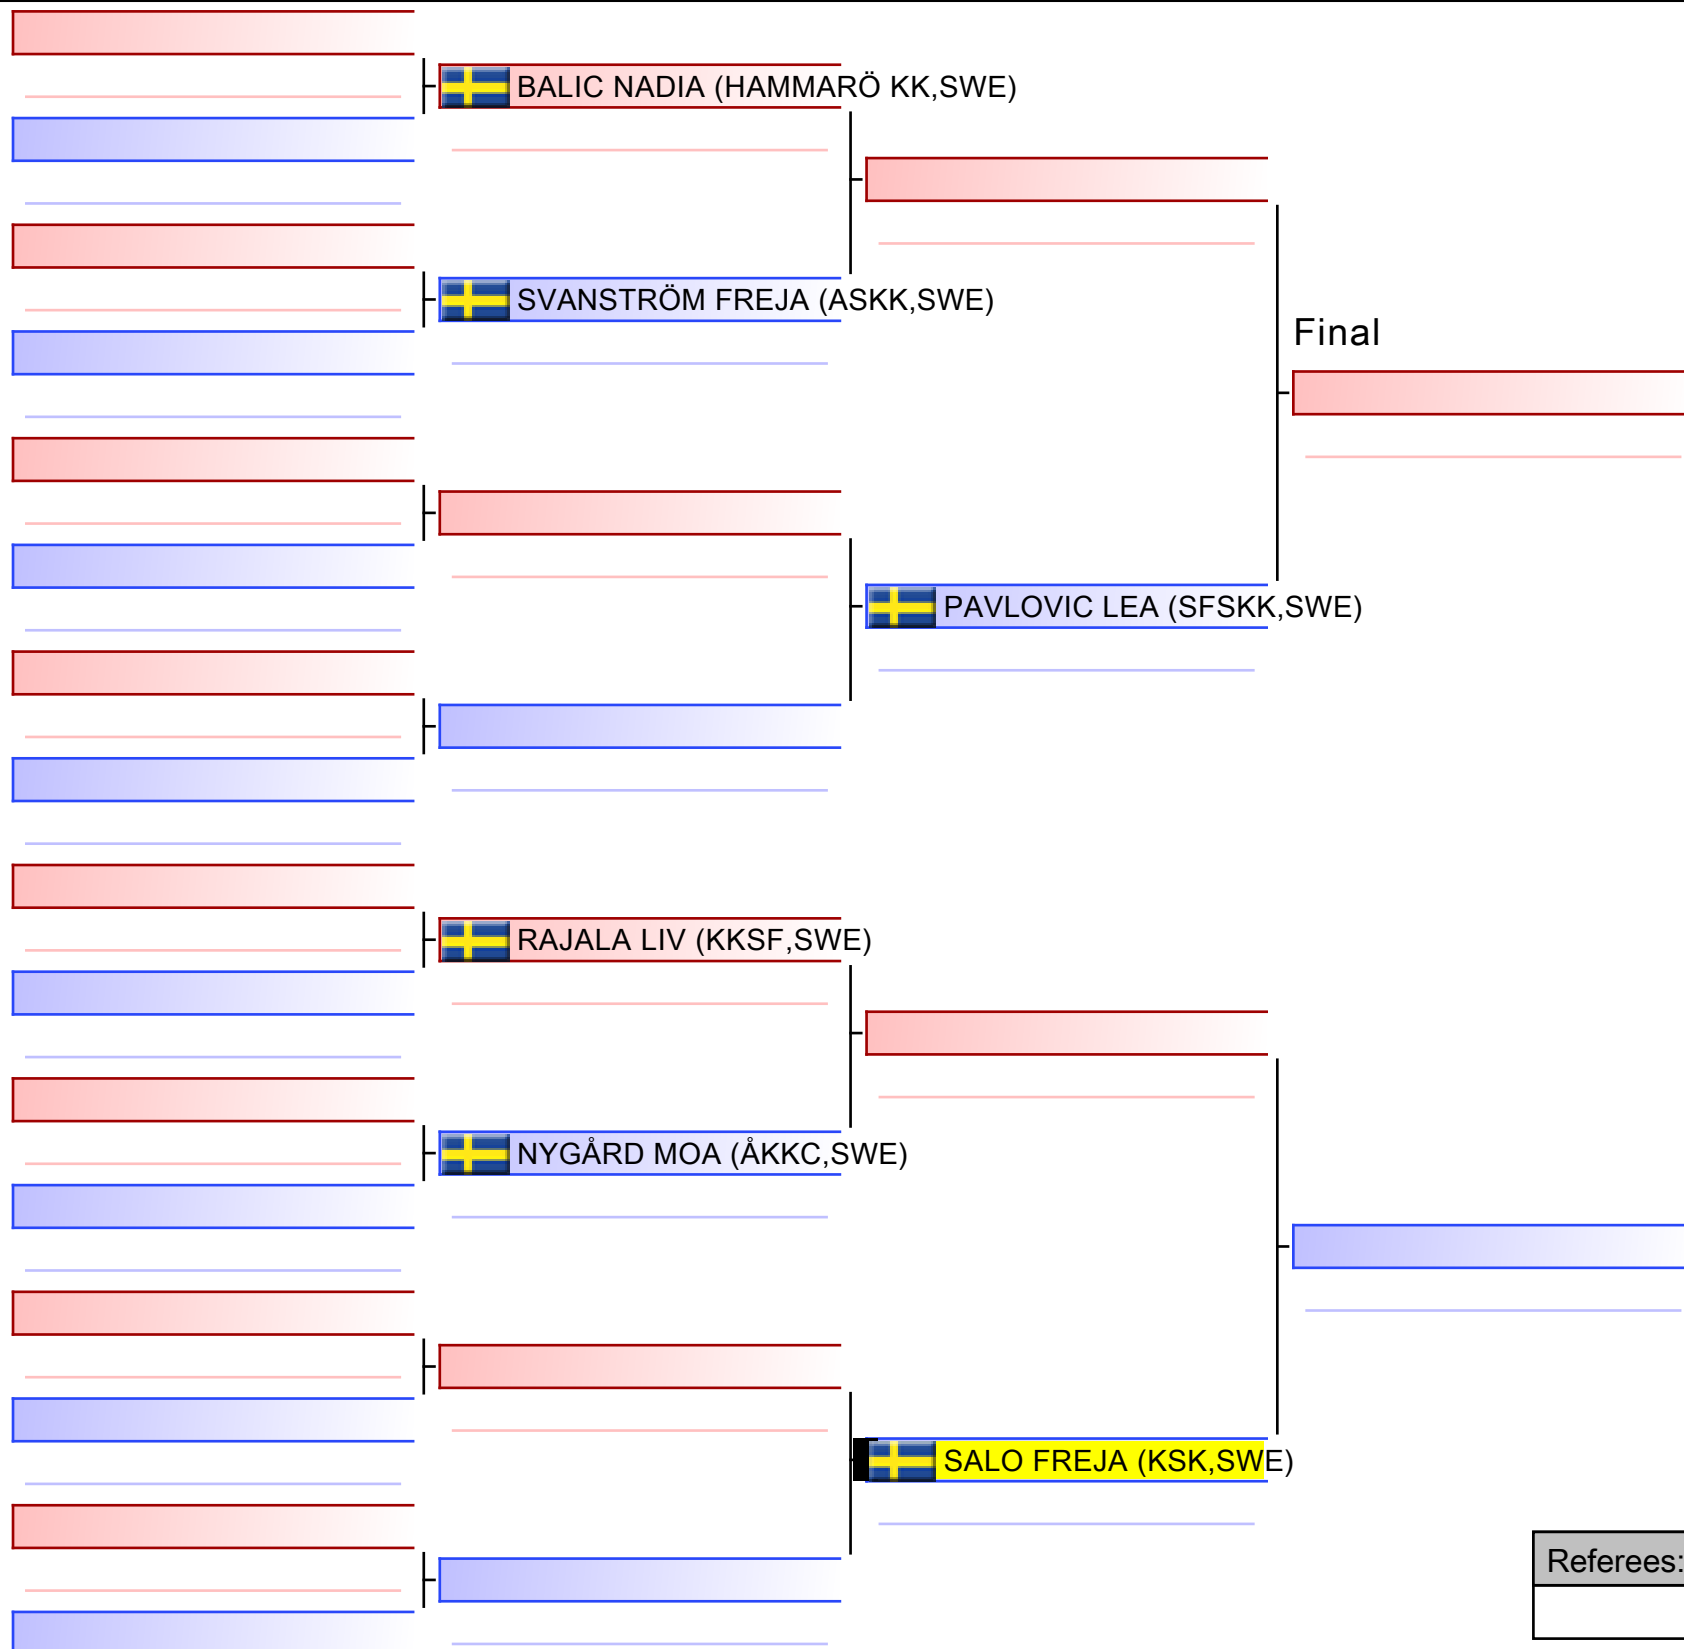 BALIC NADIA (HAMMARÖ KK,SWE)
SVANSTRÖM FREJA (ASKK,SWE)
Final
PAVLOVIC LEA (SFSKK,SWE)
RAJALA LIV (KKSF,SWE)
NYGÅRD MOA (ÅKKC,SWE)
SALO FREJA (KSK,SWE)
Referees: